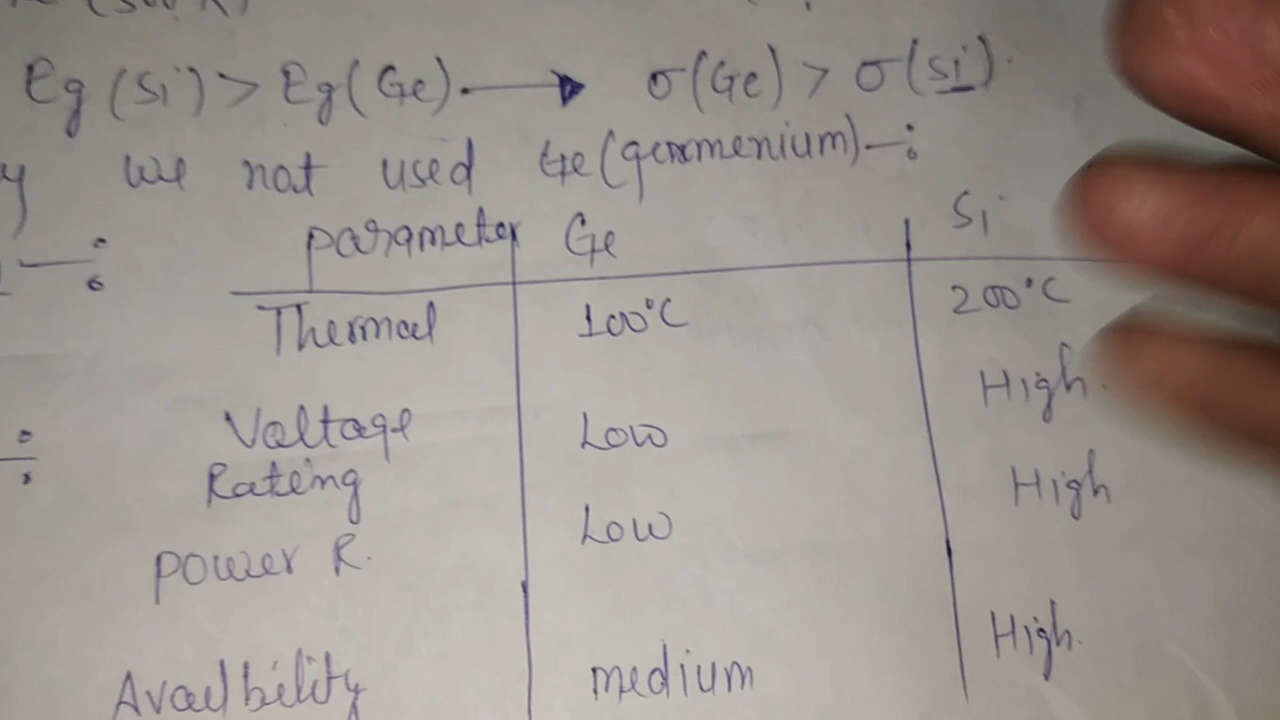 Eg (Si) > Eg (Ge). → σ(Ge) > σ(Si).
we not used Ge (germenium) –:
parameter Ge Si
Thermal 100°C 200°C
Voltage Rating Low High.
Power R. Low High
Availbility medium High.